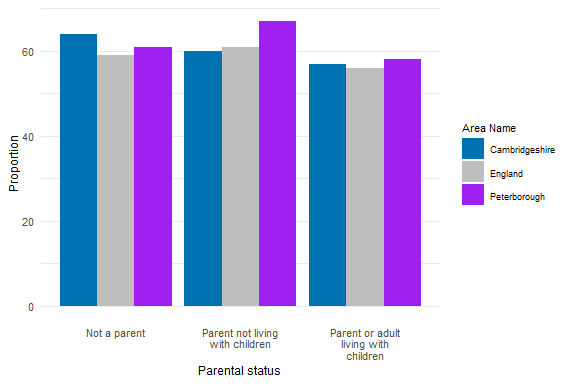 60
40
20
0
Proportion
Not a parent
Parent not living
with children
Parent or adult
living with
children
Parental status
Area Name
Cambridgeshire
England
Peterborough